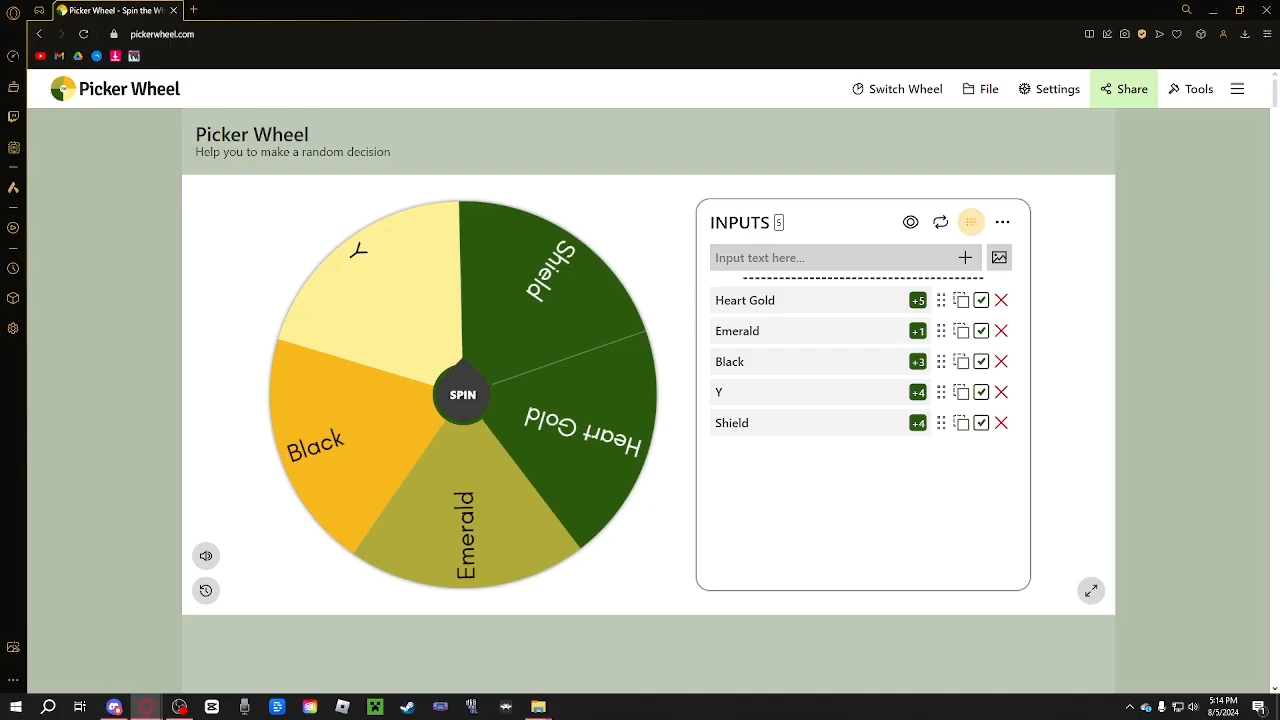 Picker Wheel - Spin the Wh
pickerwheel.com
Picker Wheel
Switch Wheel
File
Settings
Share
Tools
Picker Wheel
Help you to make a random decision
INPUTS 5
Input text here...
Heart Gold +5
Emerald +1
Black +3
Y +4
Shield +4
Y
Shield
Heart Gold
Emerald
Black
SPIN
5:14 PM
8/5/2024